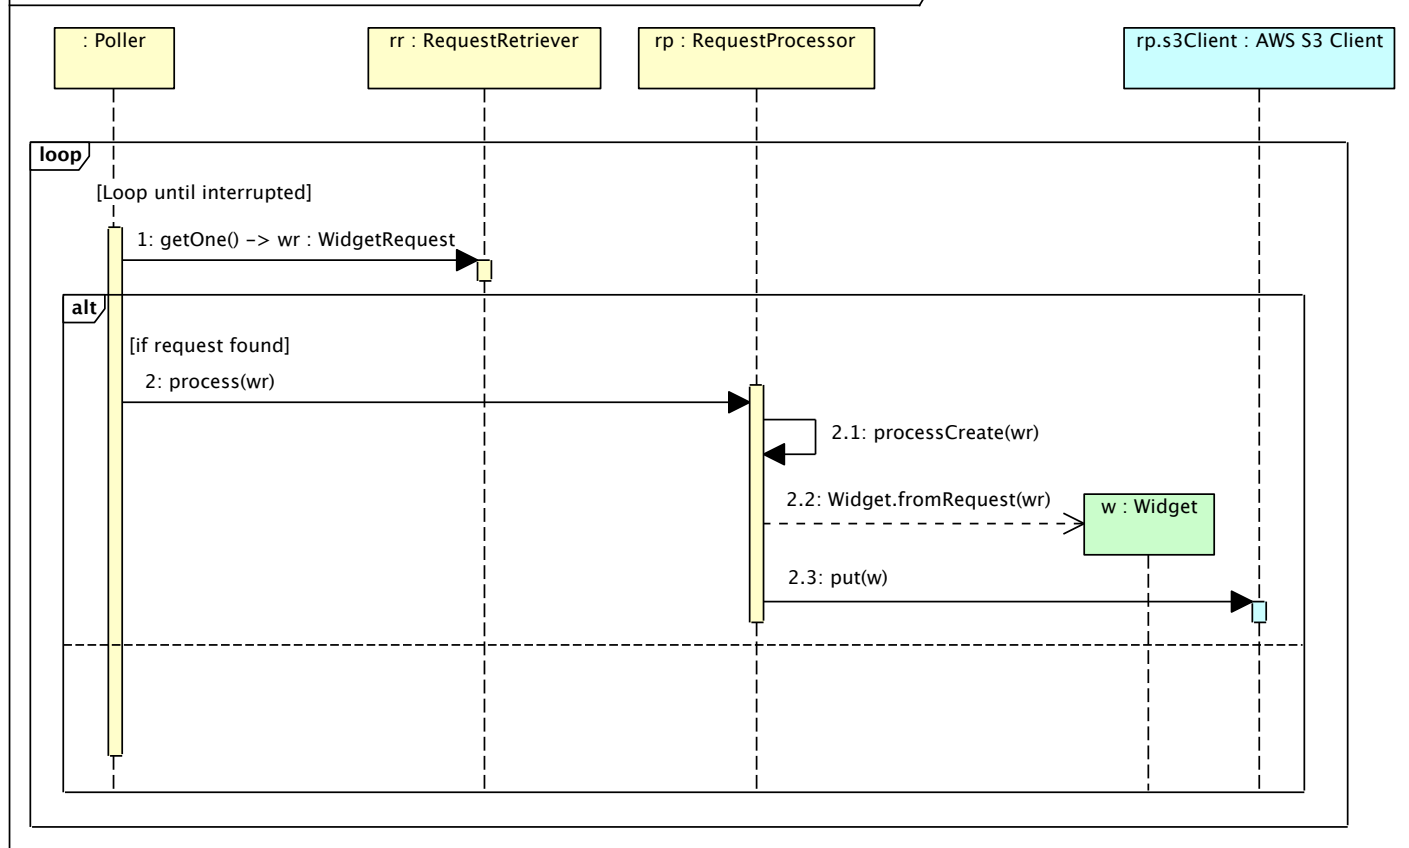 : Poller
rr : RequestRetriever
rp : RequestProcessor
rp.s3Client : AWS S3 Client
loop
[Loop until interrupted]
1: getOne() -> wr : WidgetRequest
alt
[if request found]
2: process(wr)
2.1: processCreate(wr)
2.2: Widget.fromRequest(wr)
w : Widget
2.3: put(w)